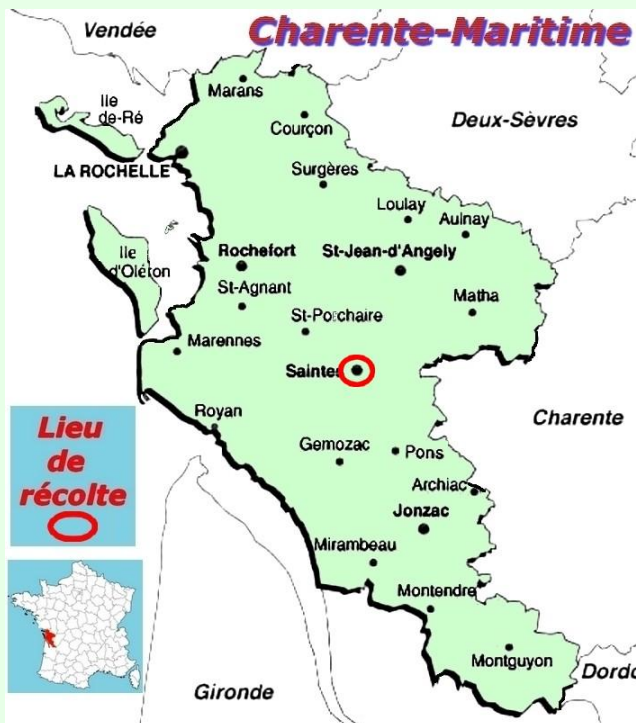 Charente-Maritime
Vendée
Marans
Ile
de-Ré
Courçon
Deux-Sèvres
LA ROCHELLE
Surgères
Loulay
Aulnay
Ile
d'Oléron
Rochefort
St-Jean-d'Angely
St-Agnant
Matha
St-Porchaire
Marennes
Saintes
Charente
Royan
Lieu
de
récolte
Gemozac
Pons
Archiac
Jonzac
Mirambeau
Montendre
Montguyon
Gironde
Dordo